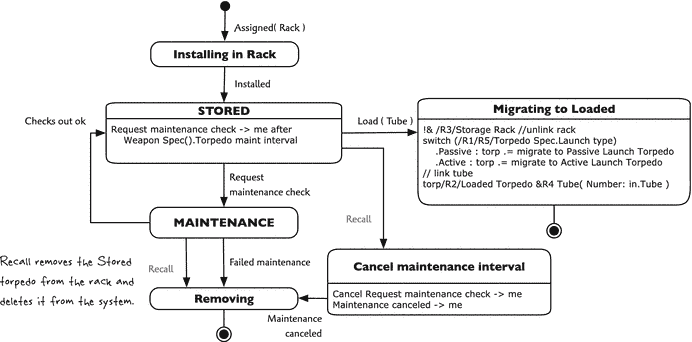 Assigned( Rack )
Installing in Rack
Installed
Checks out ok
STORED
Request maintenance check -> me after
Weapon Spec().Torpedo maint interval
Load ( Tube )
Migrating to Loaded
!& /R3/Storage Rack //unlink rack
switch (/R1/R5/Torpedo Spec.Launch type)
.Passive : torp .= migrate to Passive Launch Torpedo
.Active : torp .= migrate to Active Launch Torpedo
// link tube
torp/R2/Loaded Torpedo &R4 Tube( Number: in.Tube )
Request
maintenance check
MAINTENANCE
Recall
Recall removes the Stored
torpedo from the rack and
deletes it from the system.
Recall
Failed maintenance
Removing
Cancel maintenance interval
Cancel Request maintenance check -> me
Maintenance canceled -> me
Maintenance
canceled